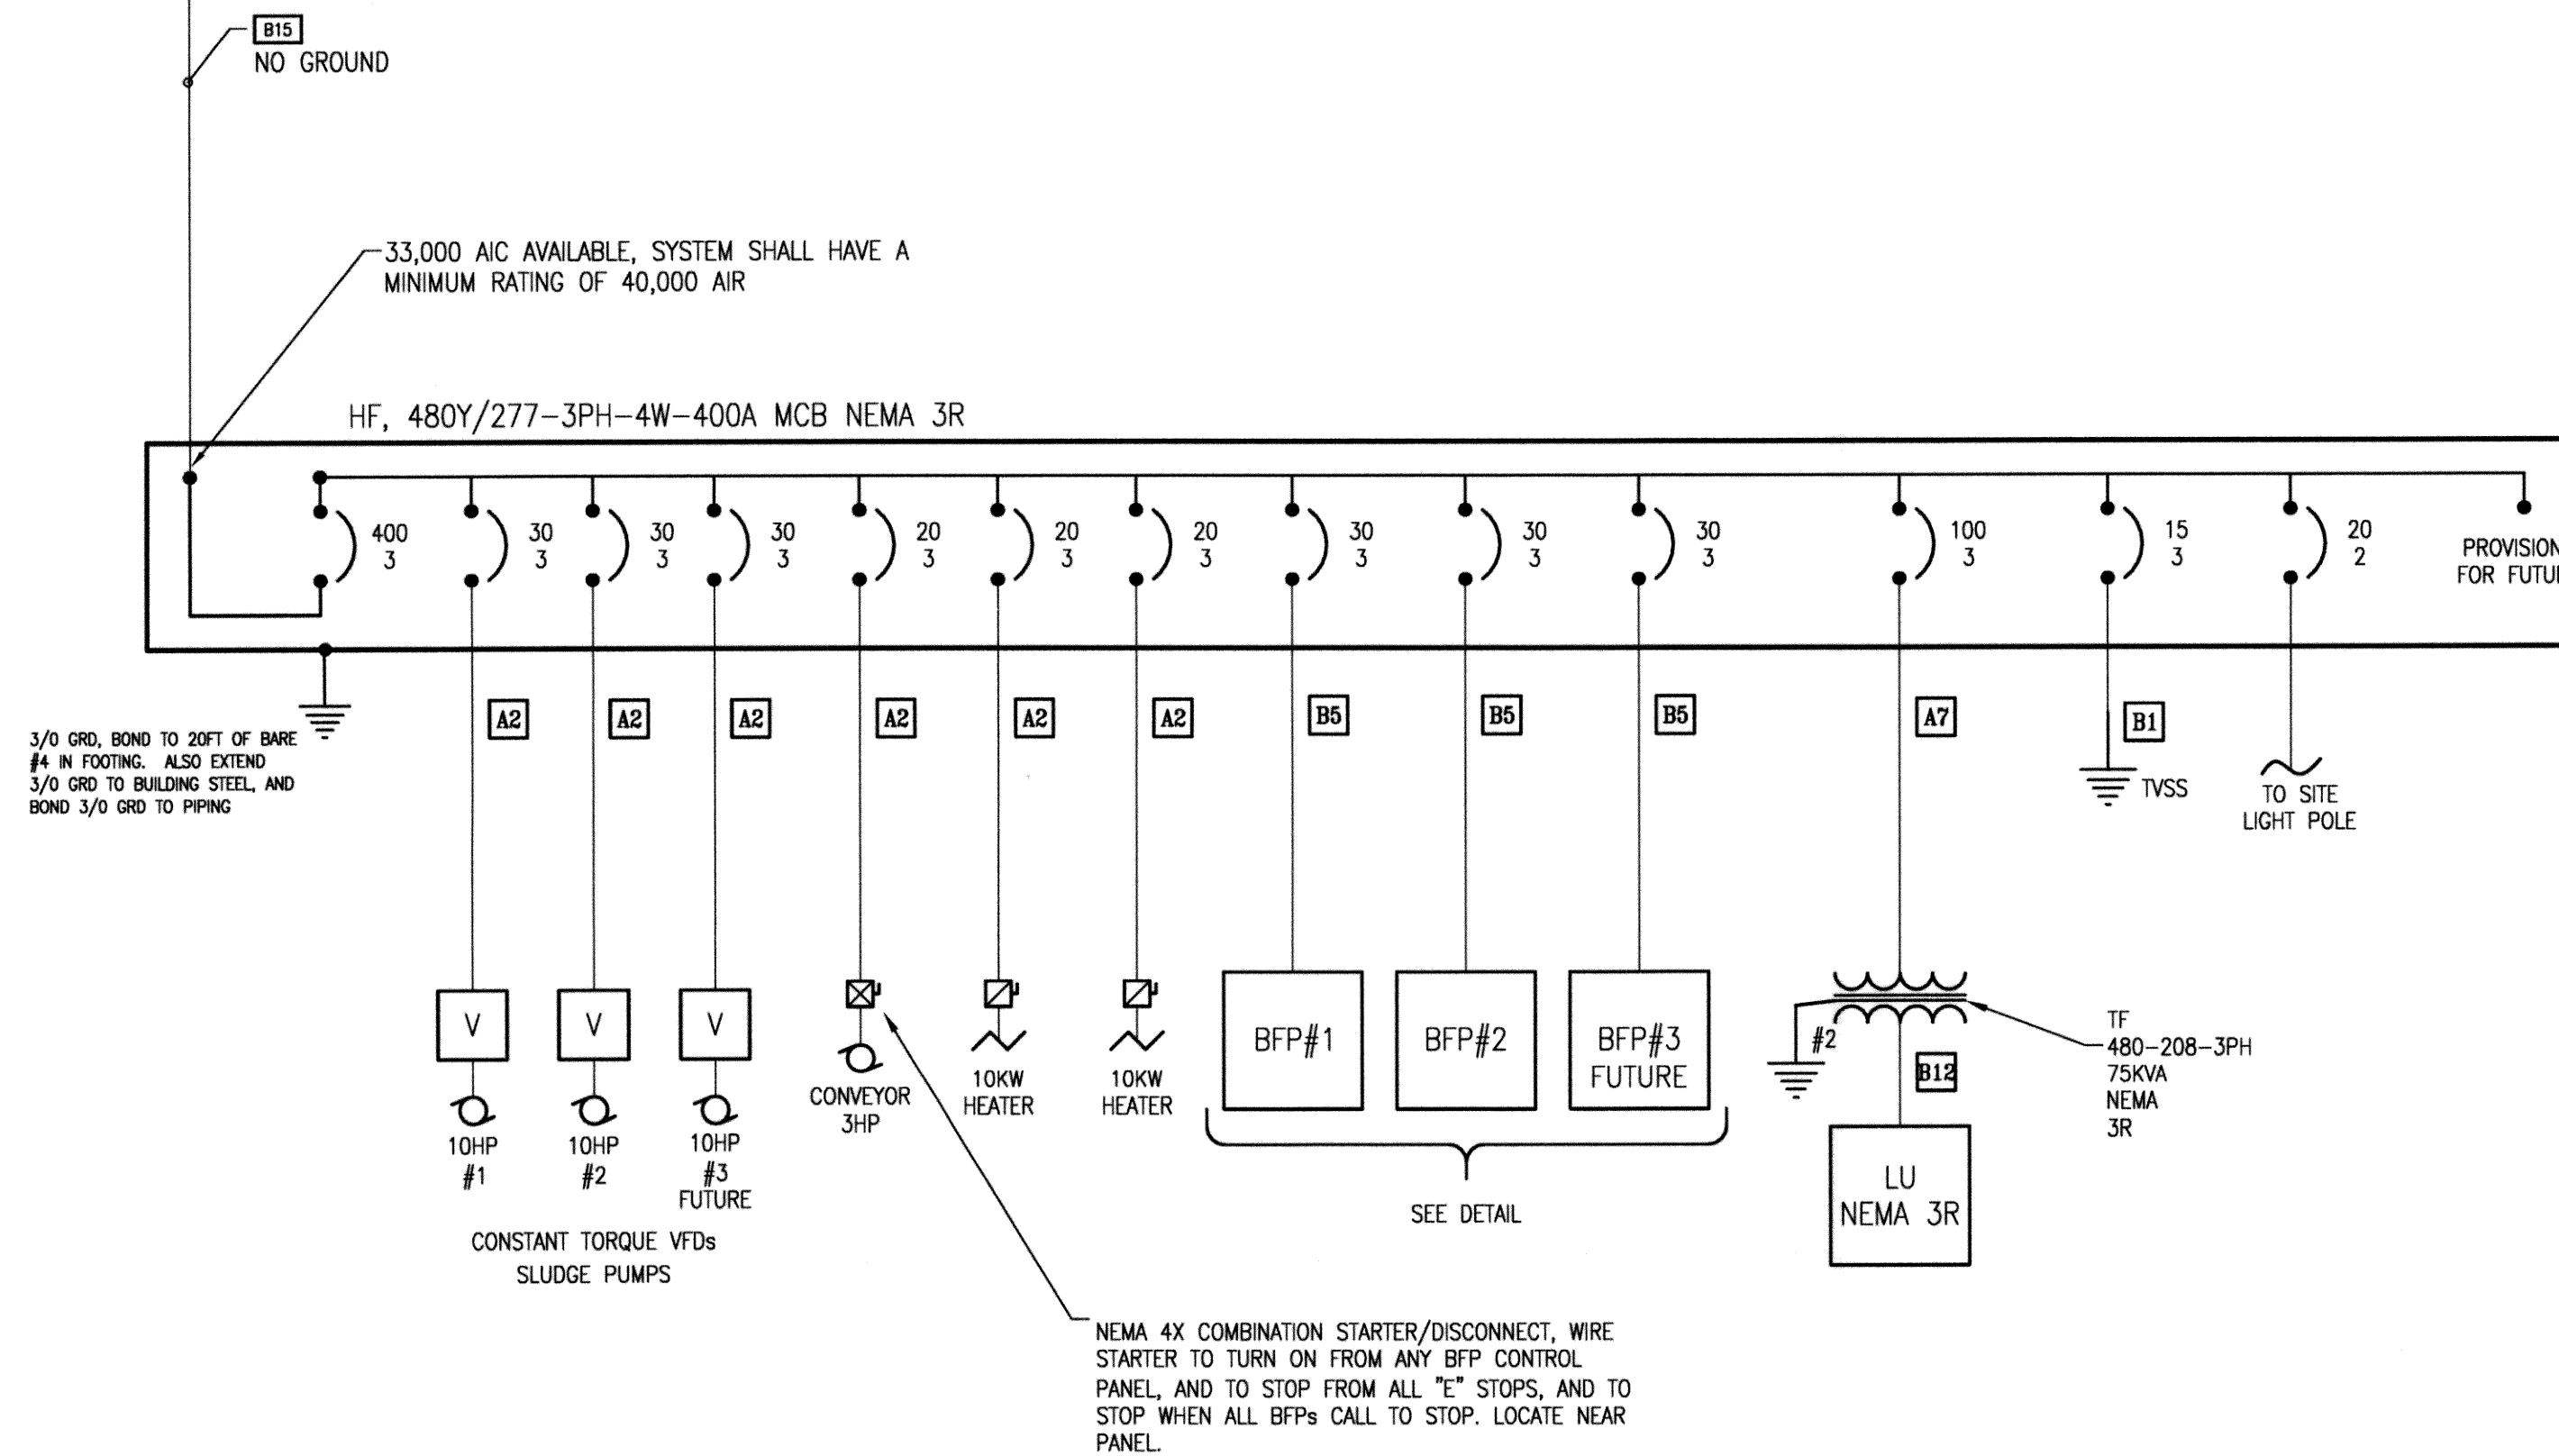 B15
NO GROUND
33,000 AIC AVAILABLE, SYSTEM SHALL HAVE A
MINIMUM RATING OF 40,000 AIR
HF, 480Y/277-3PH-4W-400A MCB NEMA 3R
400
3
30
3
30
3
30
3
20
3
20
3
20
3
30
3
30
3
30
3
100
3
15
3
20
2
PROVISION
FOR
3/0 GRD, BOND TO 20FT OF BARE
#4 IN FOOTING. ALSO EXTEND
3/0 GRD TO BUILDING STEEL, AND
BOND 3/0 GRD TO PIPING
A2
A2
A2
A2
A2
A2
B5
B5
B5
A7
B1
TVSS
TO SITE
LIGHT POLE
V
10HP
#1
V
10HP
#2
V
10HP
#3
FUTURE
CONSTANT TORQUE VFDs
SLUDGE PUMPS
CONVEYOR
3HP
10KW
HEATER
10KW
HEATER
BFP#1
BFP#2
BFP#3
FUTURE
SEE DETAIL
#2
B12
LU
NEMA 3R
TF
480-208-3PH
75KVA
NEMA
3R
NEMA 4X COMBINATION STARTER/DISCONNECT, WIRE
STARTER TO TURN ON FROM ANY BFP CONTROL
PANEL, AND TO STOP FROM ALL "E" STOPS, AND TO
STOP WHEN ALL BFPs CALL TO STOP. LOCATE NEAR
PANEL.